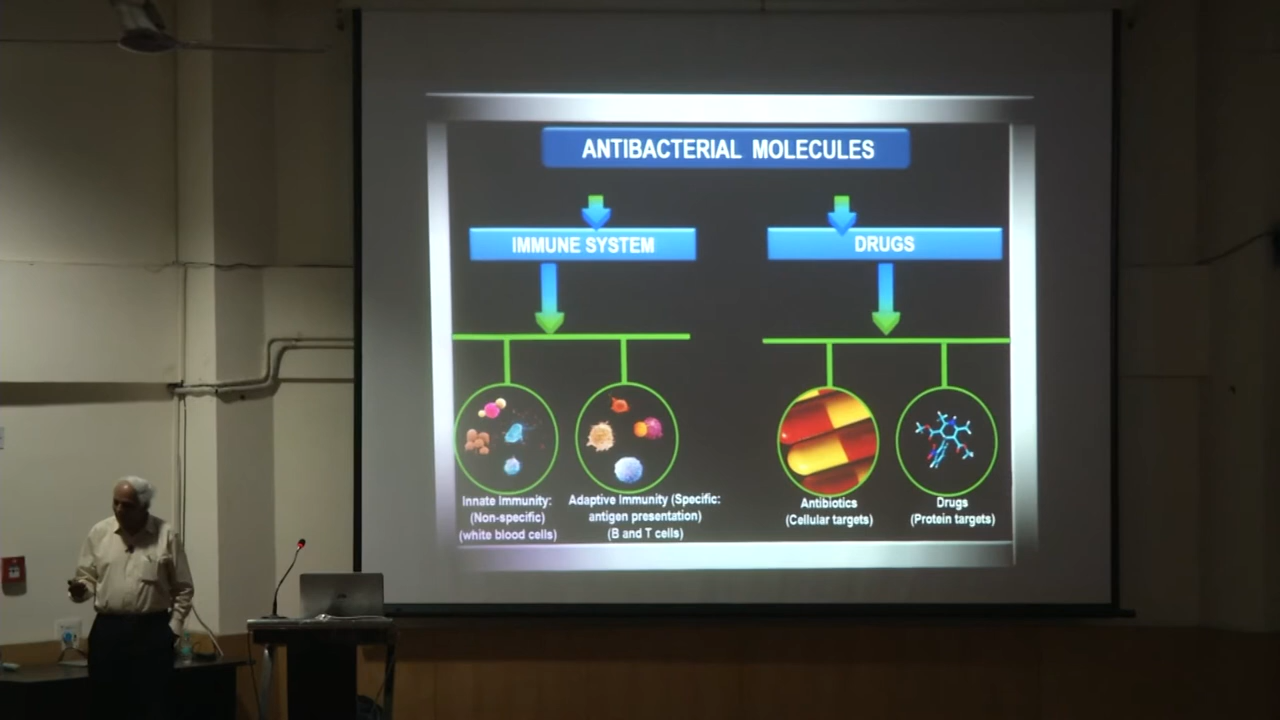 ANTIBACTERIAL MOLECULES
IMMUNE SYSTEM
DRUGS
Innate Immunity:
(Non-specific)
(white blood cells)
Adaptive Immunity (Specific:
antigen presentation)
(B and T cells)
Antibiotics
(Cellular targets)
Drugs
(Protein targets)